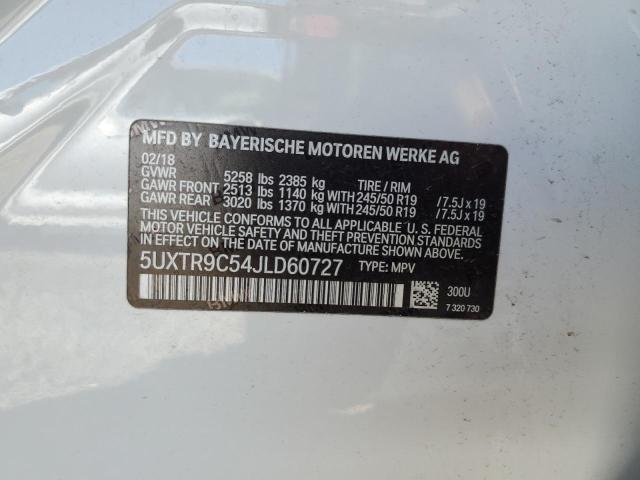 MFD BY BAYERISCHE MOTOREN WERKE AG
02/18
GVWR 5258 lbs 2385 kg TIRE / RIM
GAWR FRONT 2513 lbs 1140 kg WITH 245/50 R19 /7.5J x 19
GAWR REAR 3020 lbs 1370 kg WITH 245/50 R19 /7.5J x 19
THIS VEHICLE CONFORMS TO ALL APPLICABLE U.S. FEDERAL
MOTOR VEHICLE SAFETY AND THEFT PREVENTION STANDARDS
IN EFFECT ON THE DATE OF MANUFACTURE SHOWN ABOVE.
5UXTR9C54JLD60727 TYPE: MPV
300U
7 320 730